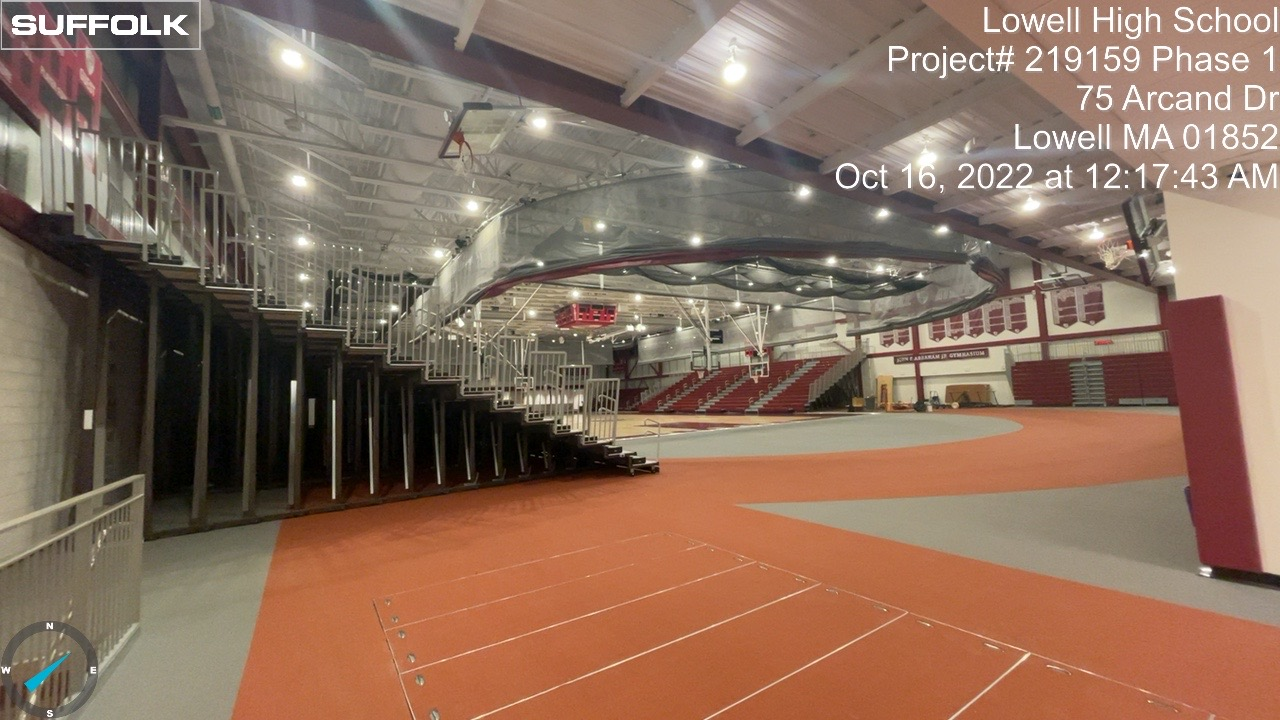 SUFFOLK
Lowell High School
Project# 219159 Phase 1
75 Arcand Dr
Lowell MA 01852
Oct 16, 2022 at 12:17:43 AM
GYMNASIUM
N
W
E
S